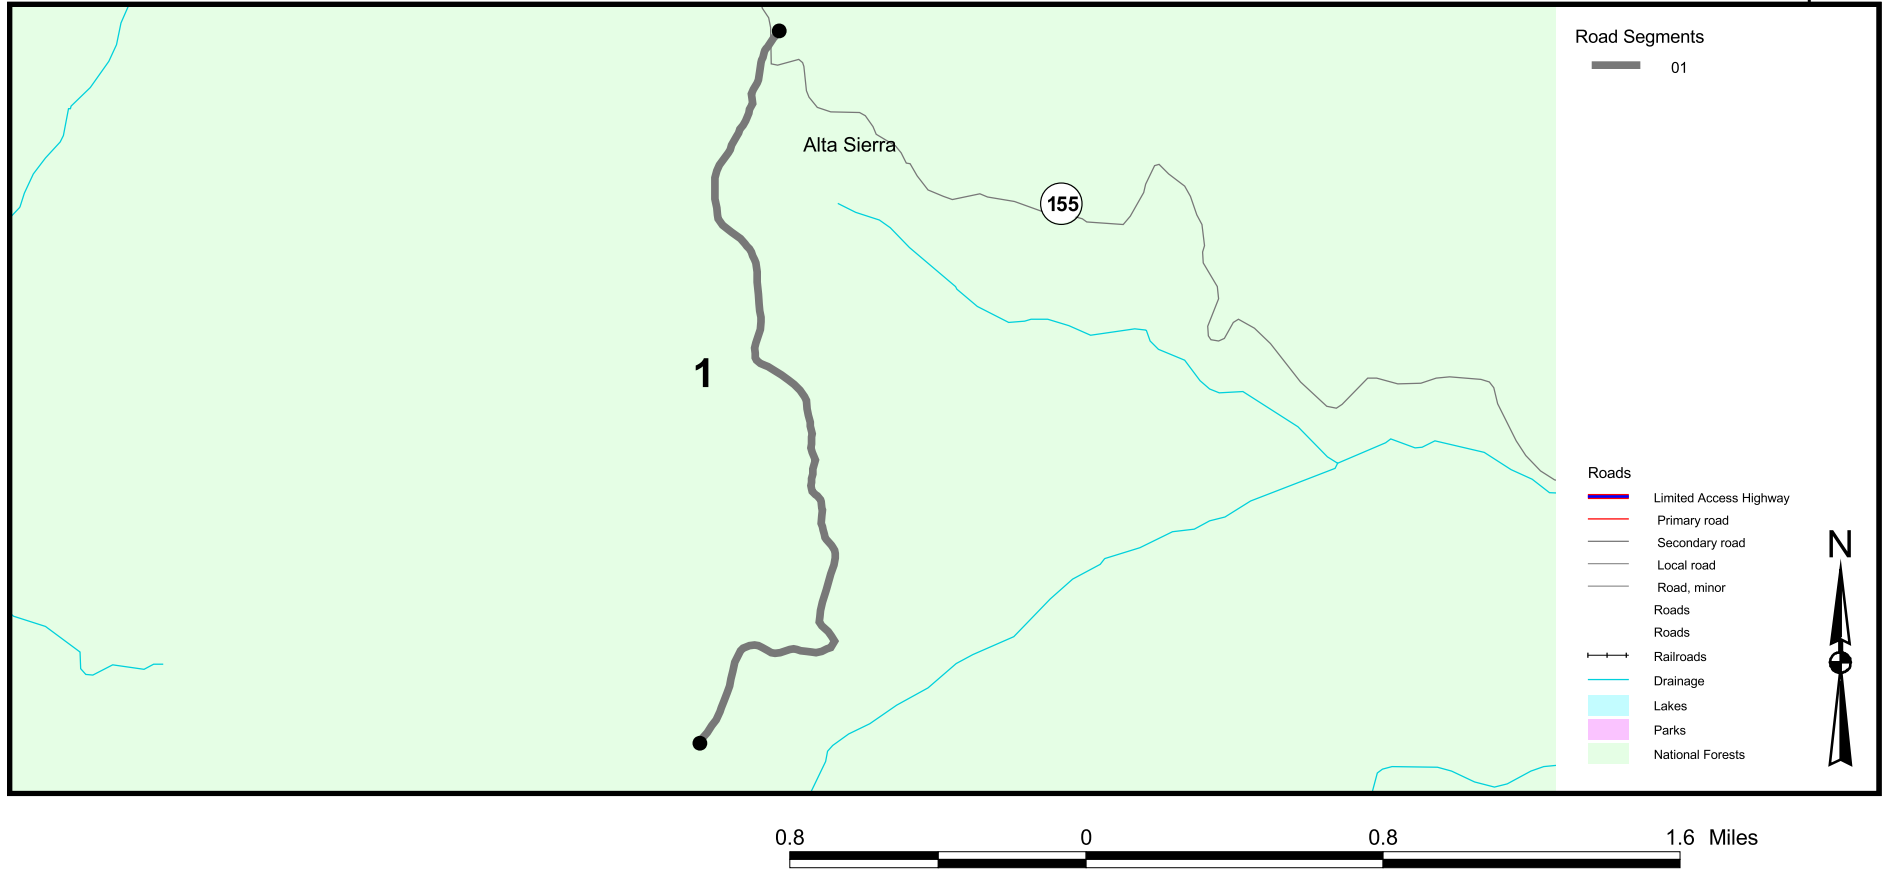 Road Segments
01
Alta Sierra
155
1
Roads
Limited Access Highway
Primary road
Secondary road
Local road
Road, minor
Roads
Roads
Railroads
Drainage
Lakes
Parks
National Forests
N
0.8 0 0.8 1.6 Miles